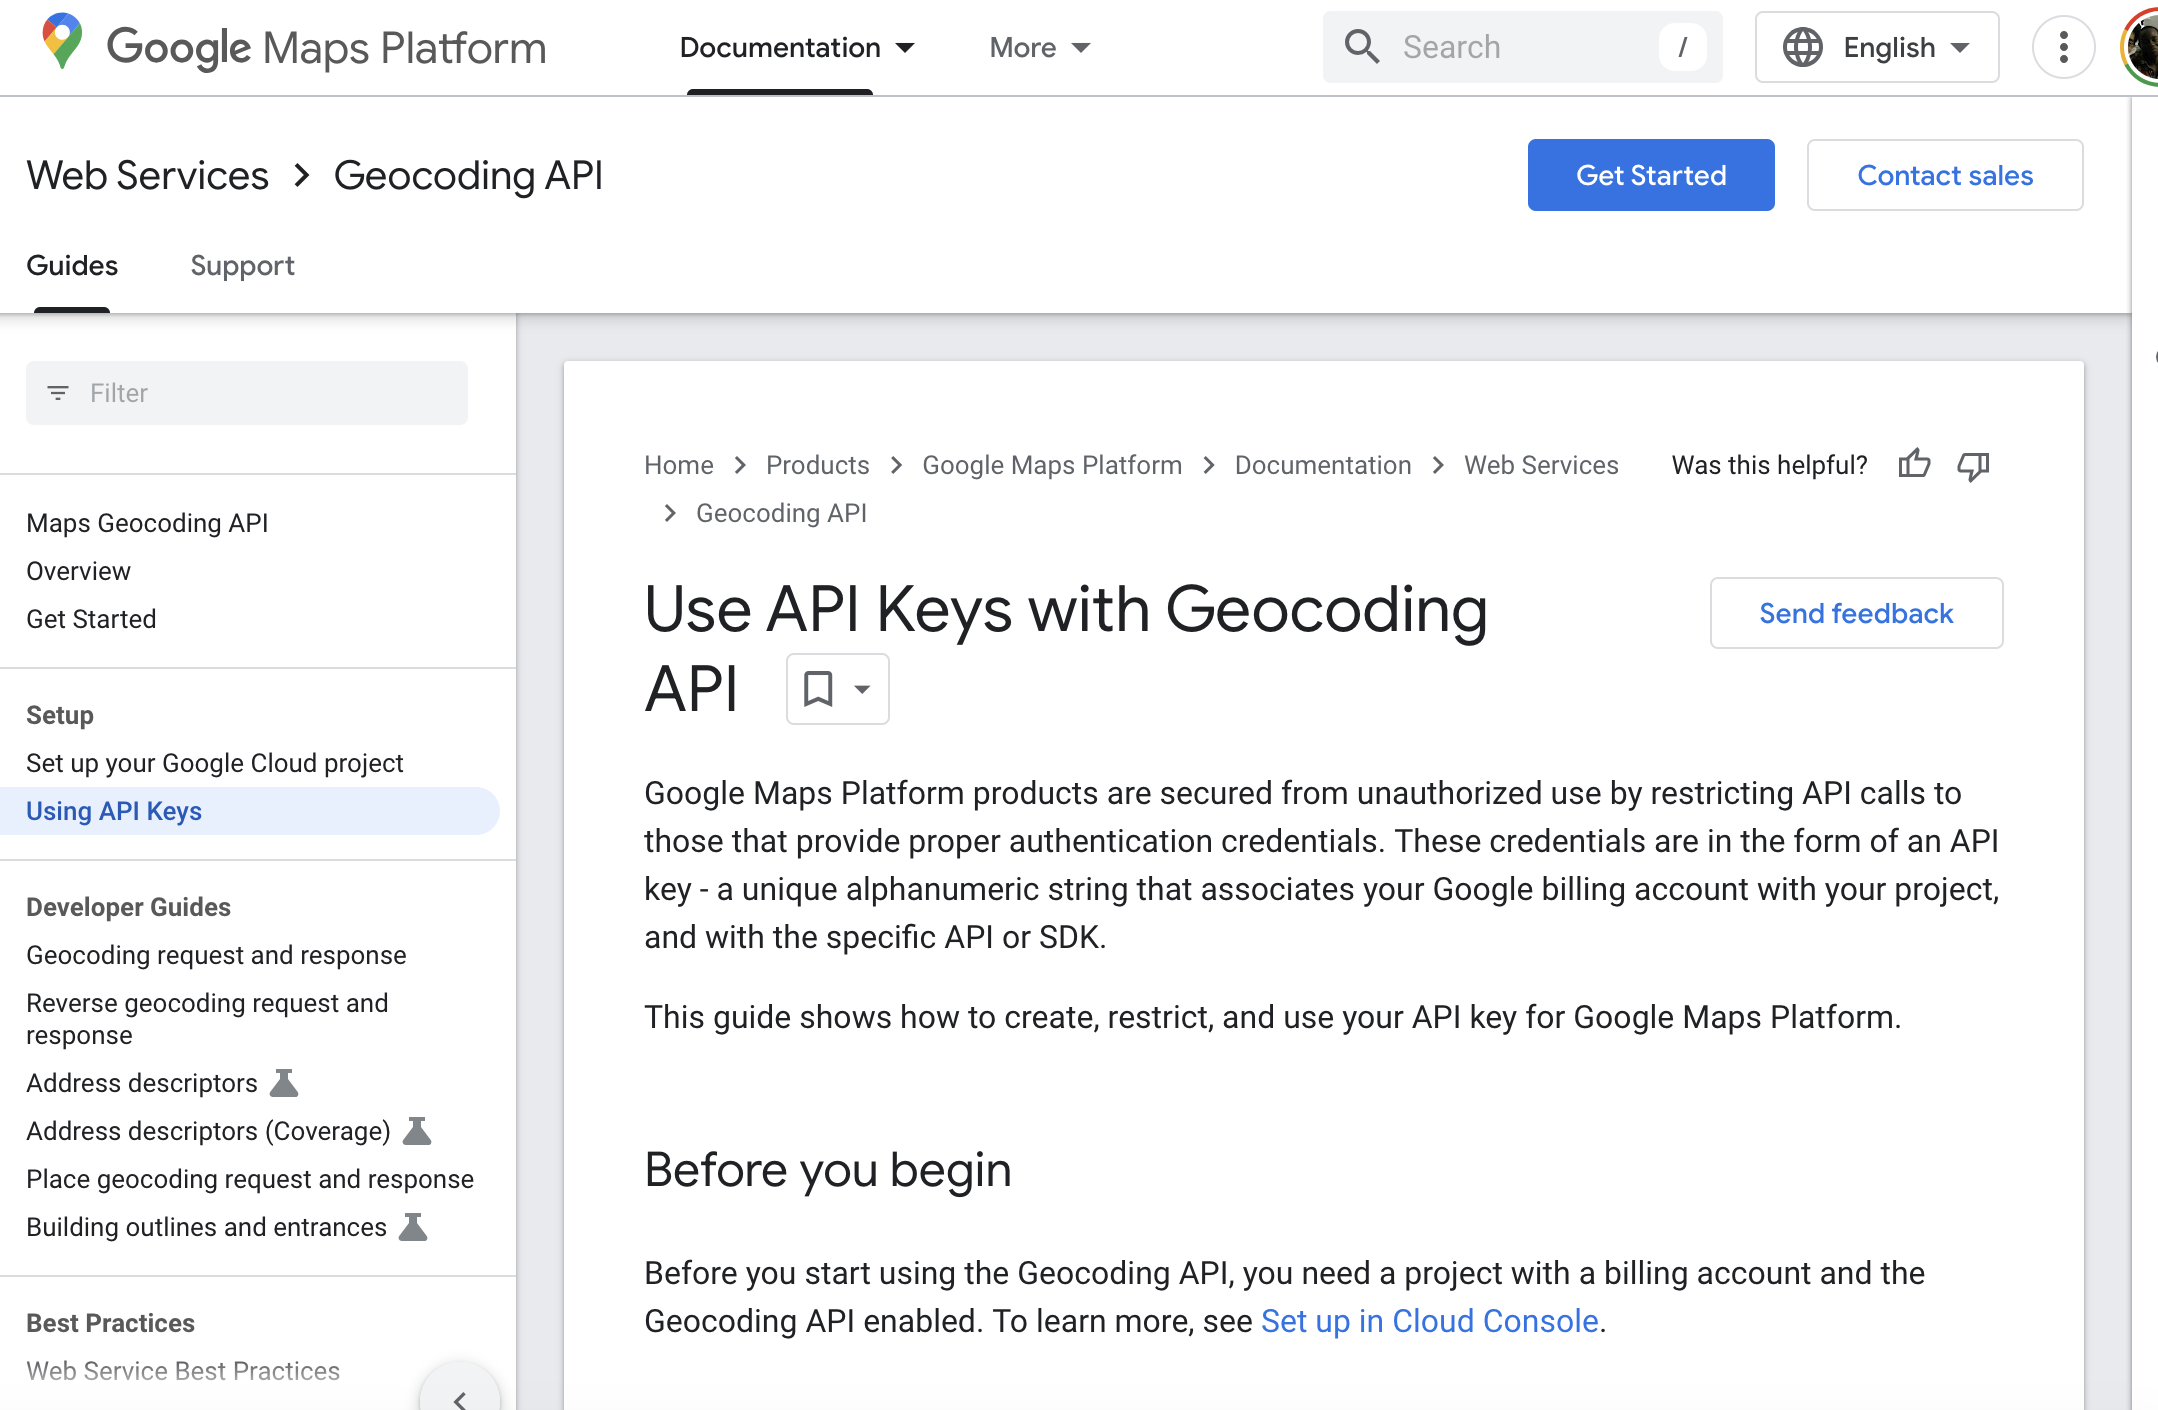 Google Maps Platform
Documentation
More
Search
/
English
Web Services > Geocoding API
Get Started
Contact sales
Guides
Support
Filter
Maps Geocoding API
Overview
Get Started
Setup
Set up your Google Cloud project
Using API Keys
Developer Guides
Geocoding request and response
Reverse geocoding request and
response
Address descriptors
Address descriptors (Coverage)
Place geocoding request and response
Building outlines and entrances
Best Practices
Web Service Best Practices
Home > Products > Google Maps Platform > Documentation > Web Services
> Geocoding API
Was this helpful?
Use API Keys with Geocoding
API
Send feedback
Google Maps Platform products are secured from unauthorized use by restricting API calls to
those that provide proper authentication credentials. These credentials are in the form of an API
key - a unique alphanumeric string that associates your Google billing account with your project,
and with the specific API or SDK.
This guide shows how to create, restrict, and use your API key for Google Maps Platform.
Before you begin
Before you start using the Geocoding API, you need a project with a billing account and the
Geocoding API enabled. To learn more, see Set up in Cloud Console.